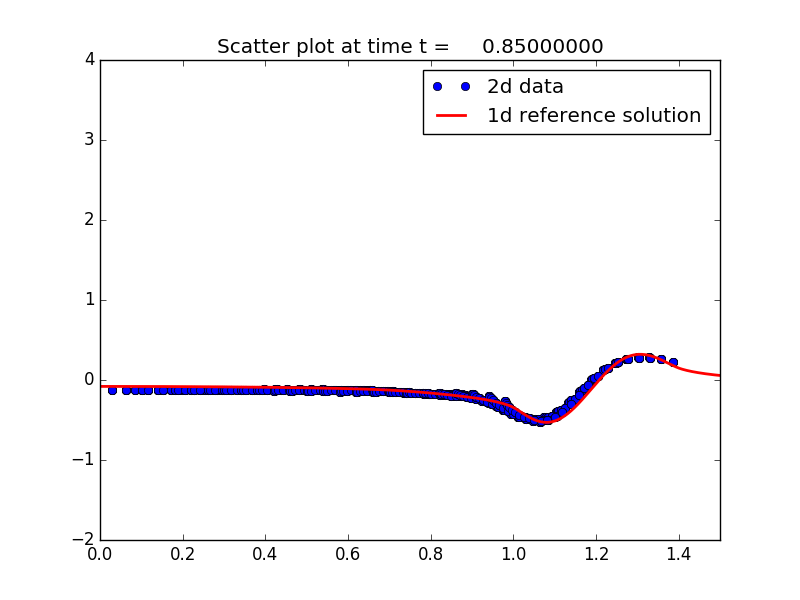 Scatter plot at time t = 0.85000000
4
2d data
1d reference solution
3
2
1
0
−1
−2
0.0 0.2 0.4 0.6 0.8 1.0 1.2 1.4